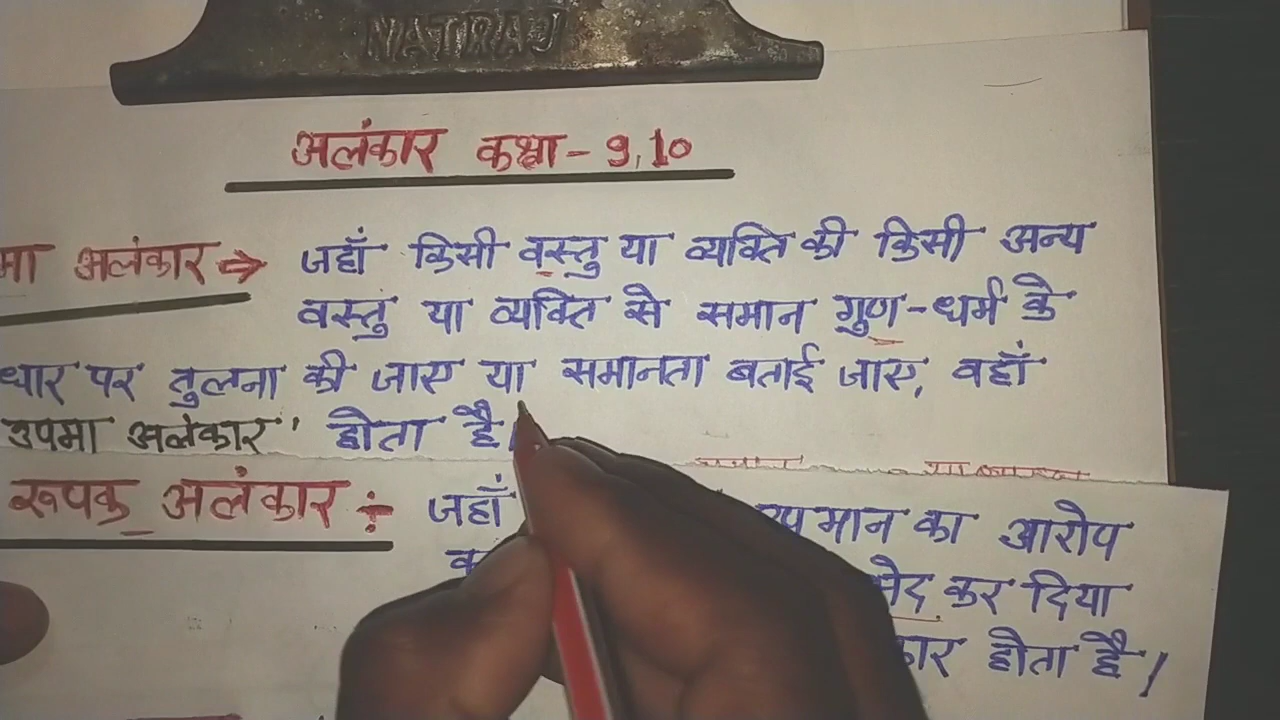 NATRAJ
अलंकार कक्षा - 9,10
मा अलंकार ⇒ जहाँ किसी वस्तु या व्यक्ति की किसी अन्य
वस्तु या व्यक्ति से समान गुण-धर्म के
धार पर तुलना की जाए या समानता बताई जाए, वहाँ
उपमा अलंकार' होता है।
रूपक अलंकार ÷ जहाँ उपमान का आरोप
कर दिया
होता है।